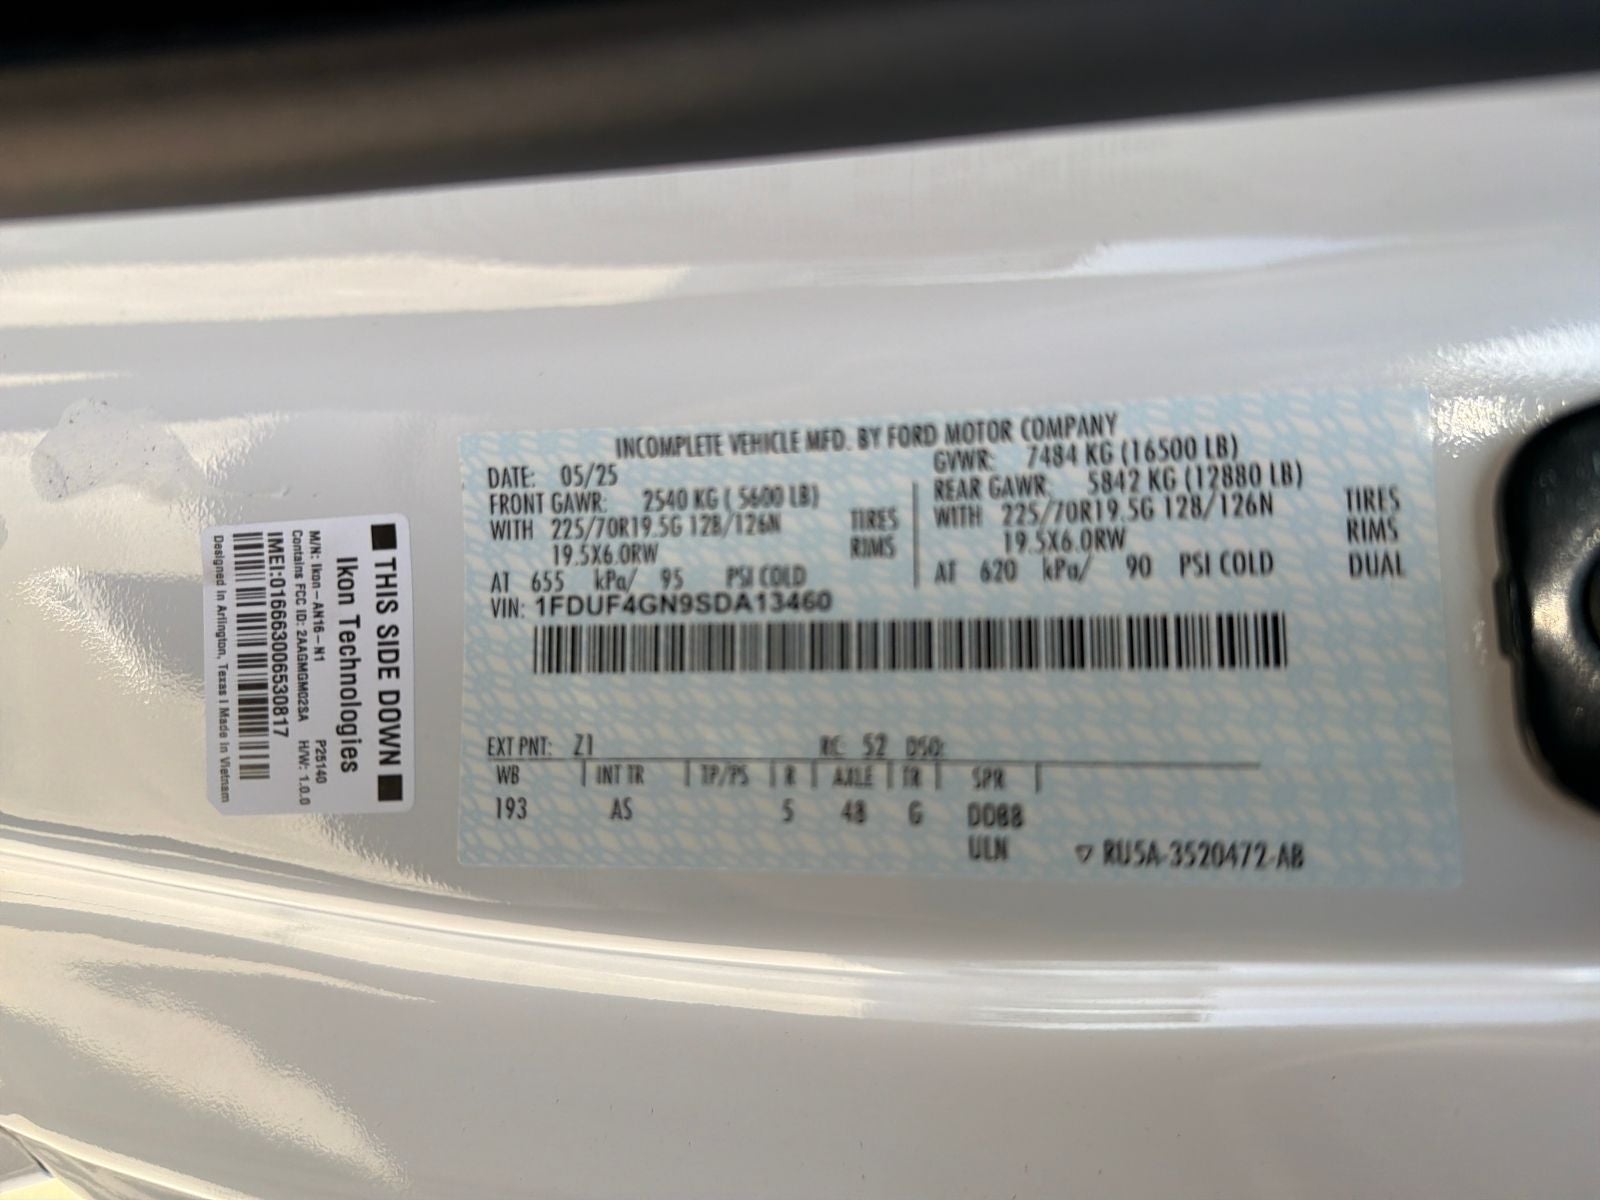 INCOMPLETE VEHICLE MFD. BY FORD MOTOR COMPANY
DATE: 05/25
GVWR: 7484 KG (16500 LB)
FRONT GAWR: 2540 KG ( 5600 LB)
REAR GAWR: 5842 KG (12880 LB)
WITH 225/70R19.5G 128/126N TIRES
WITH 225/70R19.5G 128/126N TIRES
19.5X6.0RW RIMS
19.5X6.0RW RIMS
AT 655 kPa/ 95 PSI COLD
AT 620 kPa/ 90 PSI COLD DUAL
VIN: 1FDUF4GN9SDA13460
EXT PNT: Z1 RC: 52 DSO:
WB | INT TR | TP/PS | R | AXLE | TR | SPR |
193 AS 5 48 G DD88
ULN ▽ RU5A-3520472-AB
■ THIS SIDE DOWN ■
Ikon Technologies
M/N: Ikon-AN16-N1 P25140
Contains FCC ID: 2AAGMGM02SA H/W: 1.0.0
IMEI:016663006530817
Designed in Arlington, Texas | Made in Vietnam